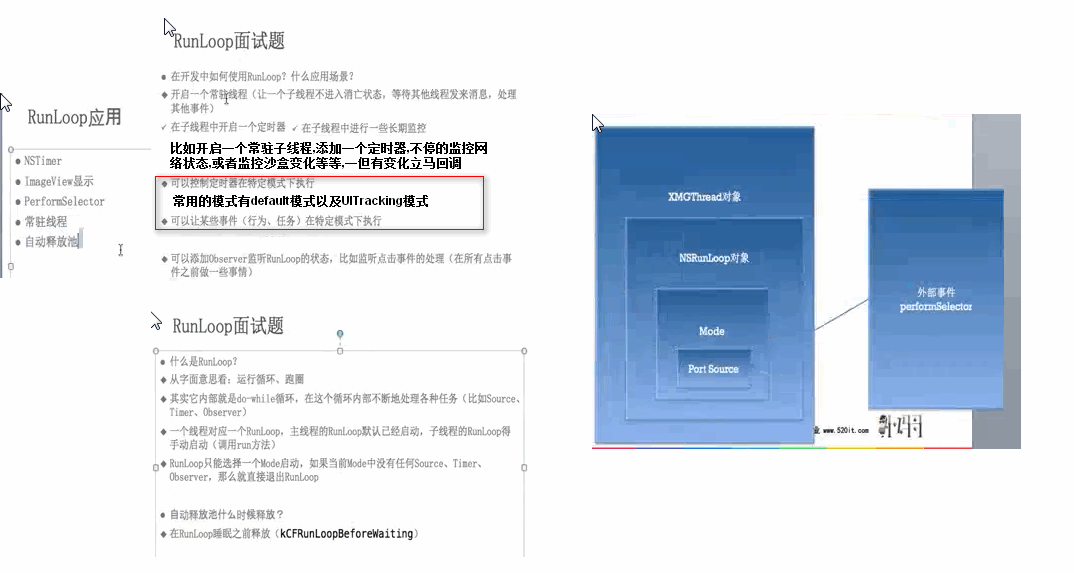 RunLoop面试题
● 在开发中如何使用RunLoop？什么应用场景？
◆ 开启一个常驻线程（让一个子线程不进入消亡状态，等待其他线程发来消息，处理
其他事件）
✓ 在子线程中开启一个定时器 ✓ 在子线程中进行一些长期监控
比如开启一个常驻子线程,添加一个定时器,不停的监控网
络状态,或者监控沙盒变化等等,一但有变化立马回调
◆ 可以控制定时器在特定模式下执行
常用的模式有default模式以及UITracking模式
◆ 可以让某些事件（行为、任务）在特定模式下执行
◆ 可以添加Observer监听RunLoop的状态，比如监听点击事件的处理（在所有点击事
件之前做一些事情）
RunLoop应用
● NSTimer
● ImageView显示
● PerformSelector
● 常驻线程
● 自动释放池
RunLoop面试题
● 什么是RunLoop？
◆ 从字面意思看：运行循环、跑圈
◆ 其实它内部就是do-while循环，在这个循环内部不断地处理各种任务（比如Source、
Timer、Observer）
◆ 一个线程对应一个RunLoop，主线程的RunLoop默认已经启动，子线程的RunLoop得
手动启动（调用run方法）
◆ RunLoop只能选择一个Mode启动，如果当前Mode中没有任何Source、Timer、
Observer，那么就直接退出RunLoop
● 自动释放池什么时候释放？
◆ 在RunLoop睡眠之前释放（kCFRunLoopBeforeWaiting）
XMGThread对象
NSRunLoop对象
Mode
Port Source
外部事件
performSelector
业 www.520it.com